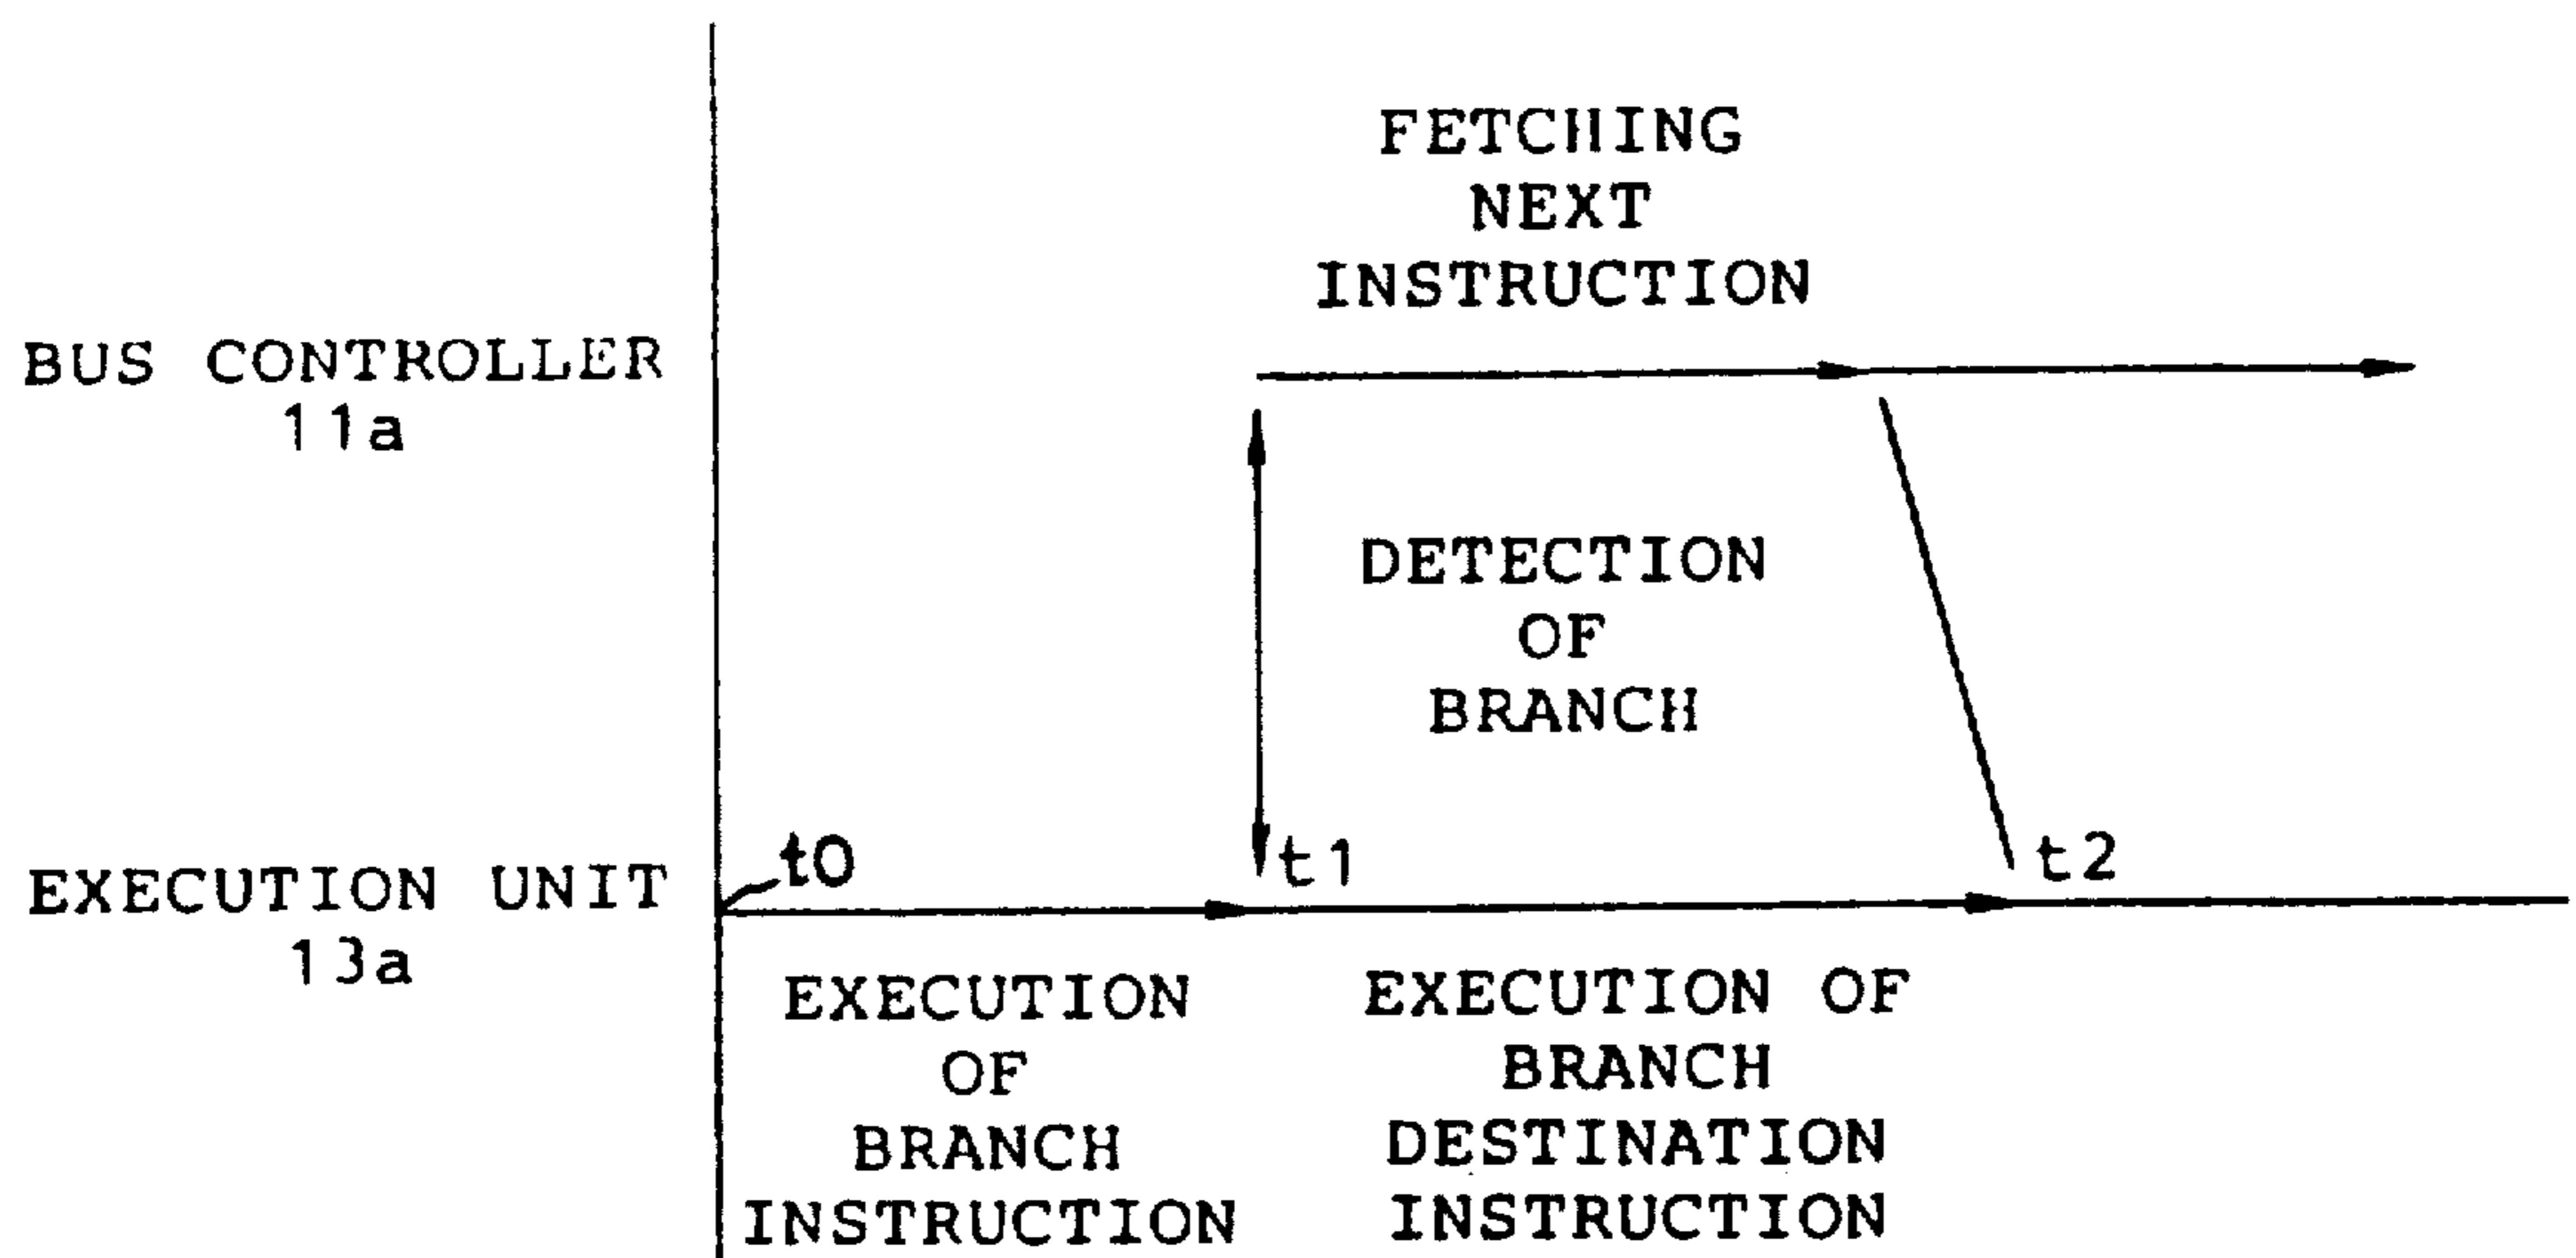 FETCHING
NEXT
INSTRUCTION
BUS CONTROLLER
11a
DETECTION
OF
BRANCH
t0
t1
t2
EXECUTION UNIT
13a
EXECUTION
OF
BRANCH
INSTRUCTION
EXECUTION OF
BRANCH
DESTINATION
INSTRUCTION